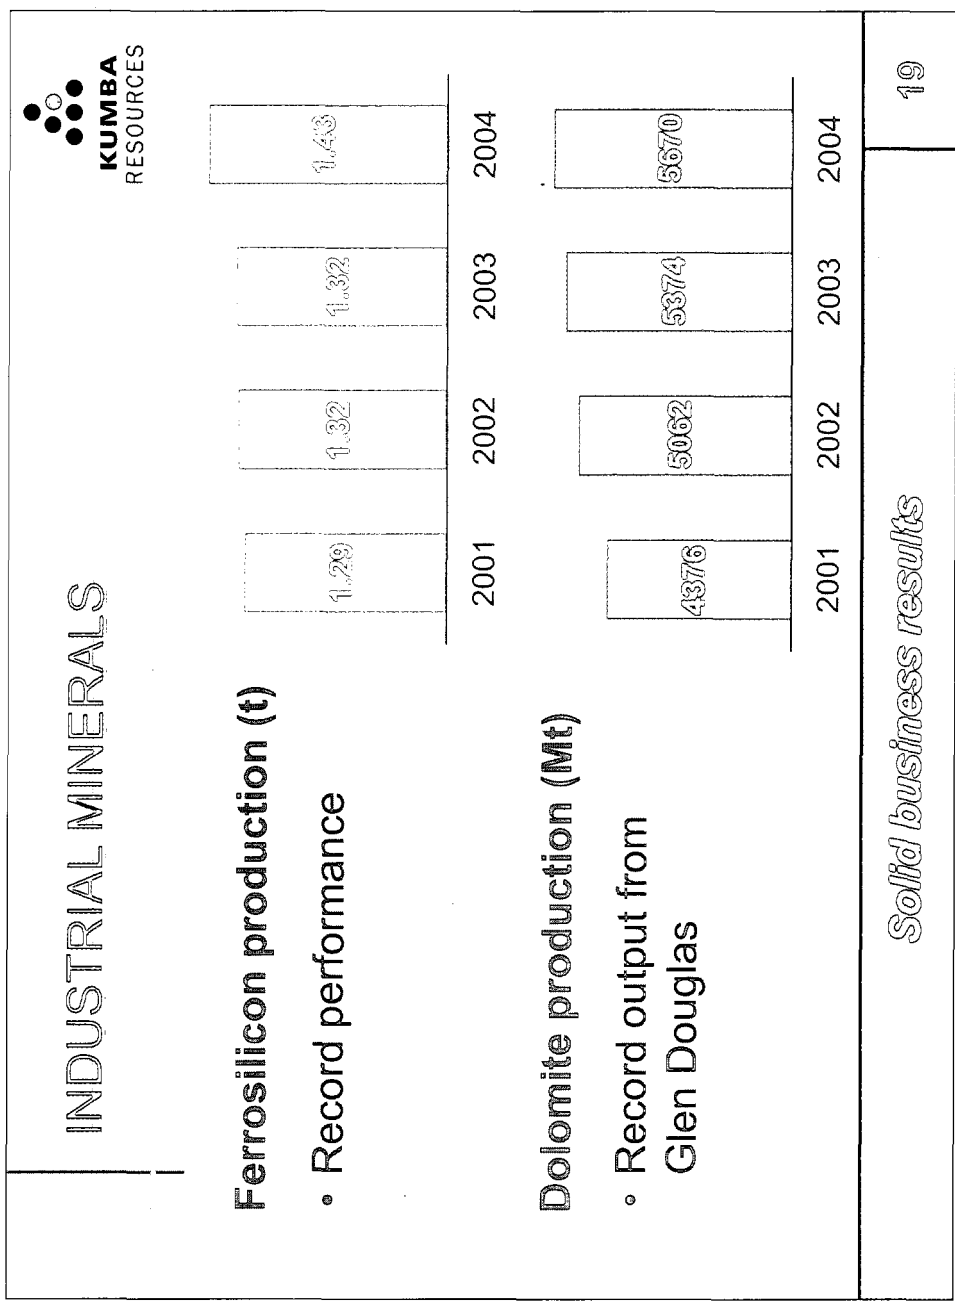 INDUSTRIAL MINERALS
KUMBA
RESOURCES
Ferrosilicon production (t)
• Record performance
1.29
1.32
1.32
1.43
2001
2002
2003
2004
Dolomite production (Mt)
• Record output from
Glen Douglas
4376
5062
5374
5670
2001
2002
2003
2004
Solid business results
19